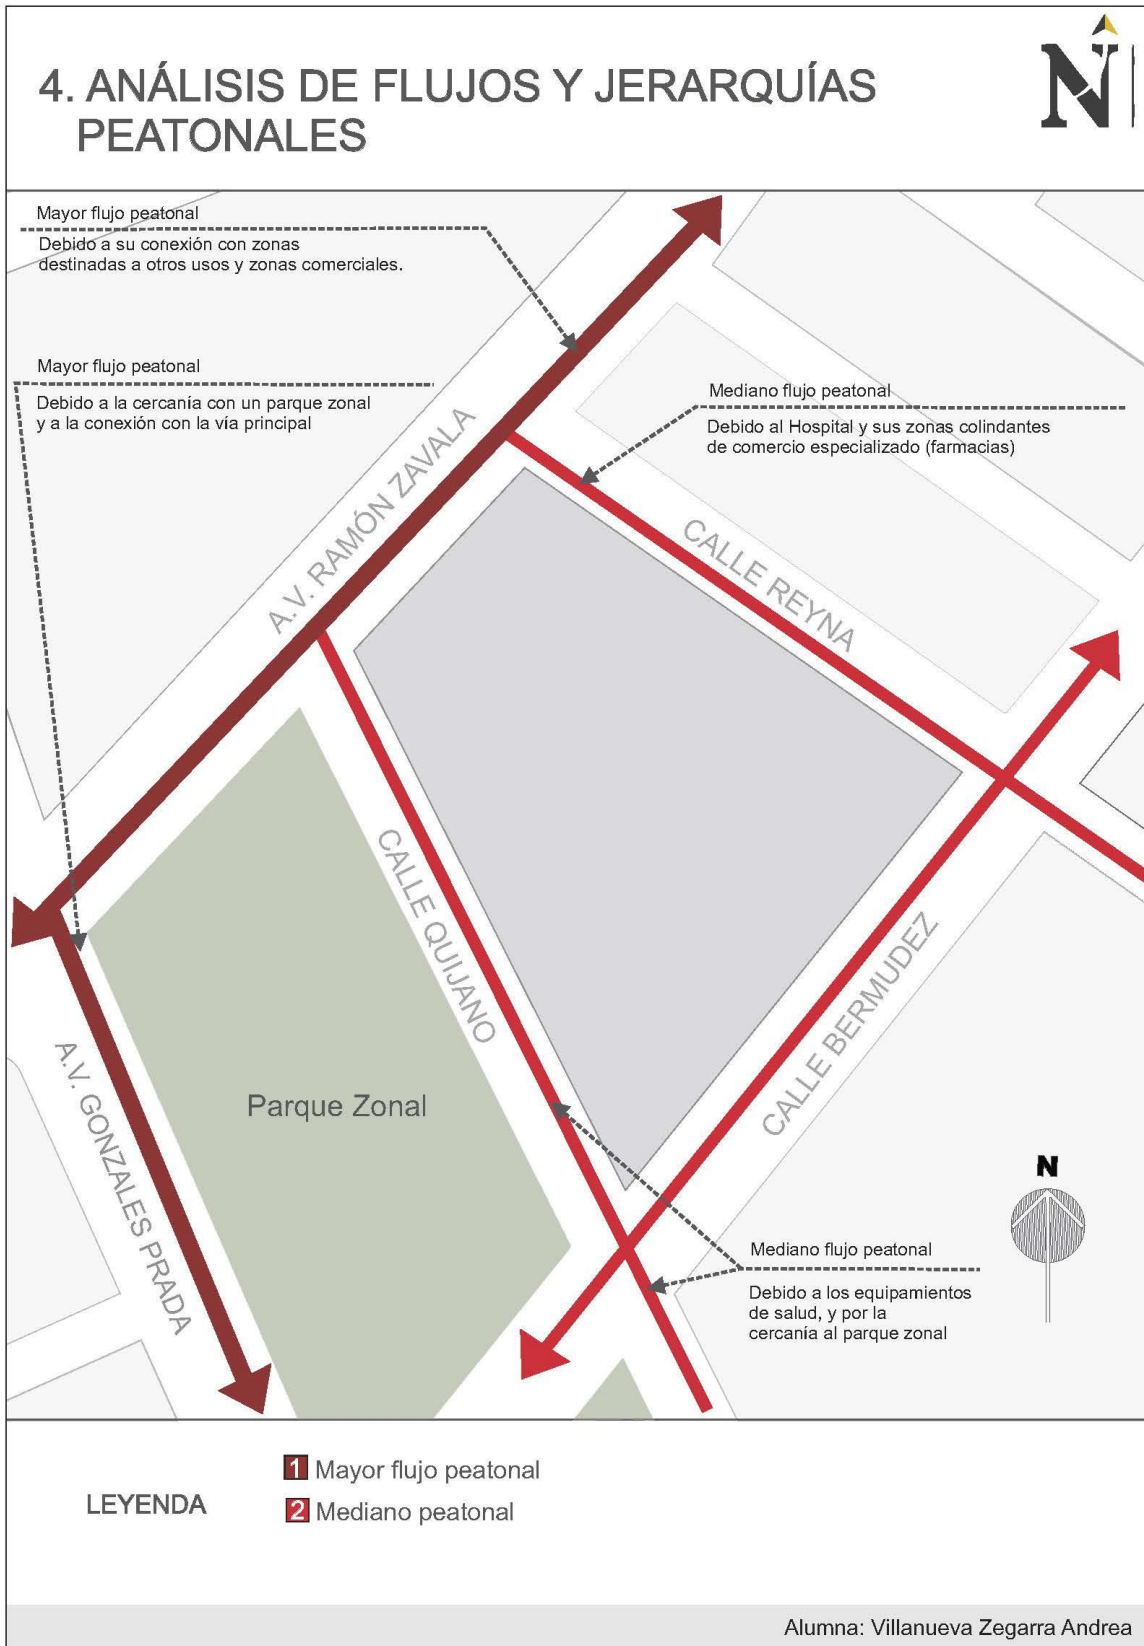 4. ANÁLISIS DE FLUJOS Y JERARQUÍAS
PEATONALES
N
Mayor flujo peatonal
Debido a su conexión con zonas
destinadas a otros usos y zonas comerciales.
Mayor flujo peatonal
Debido a la cercanía con un parque zonal
y a la conexión con la vía principal
Mediano flujo peatonal
Debido al Hospital y sus zonas colindantes
de comercio especializado (farmacias)
A.V. RAMÓN ZAVALA
CALLE REYNA
CALLE QUIJANO
CALLE BERMUDEZ
A.V. GONZALES PRADA
Parque Zonal
N
Mediano flujo peatonal
Debido a los equipamientos
de salud, y por la
cercanía al parque zonal
LEYENDA
1 Mayor flujo peatonal
2 Mediano peatonal
Alumna: Villanueva Zegarra Andrea